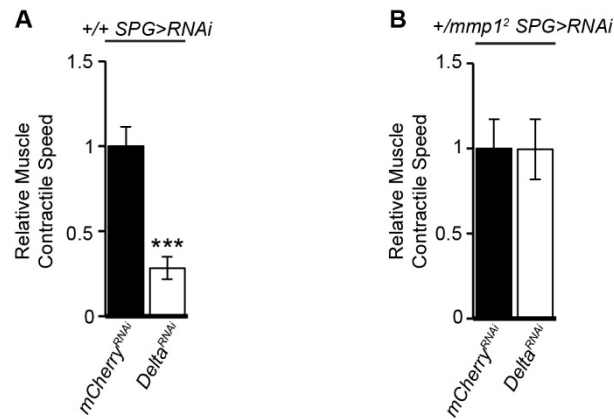 A
+/+ SPG>RNAi
1.5
1
0.5
0
Relative Muscle
Contractile Speed
***
mCherryRNAi
DeltaRNAi
B
+/mmp1² SPG>RNAi
1.5
1
0.5
0
Relative Muscle
Contractile Speed
mCherryRNAi
DeltaRNAi